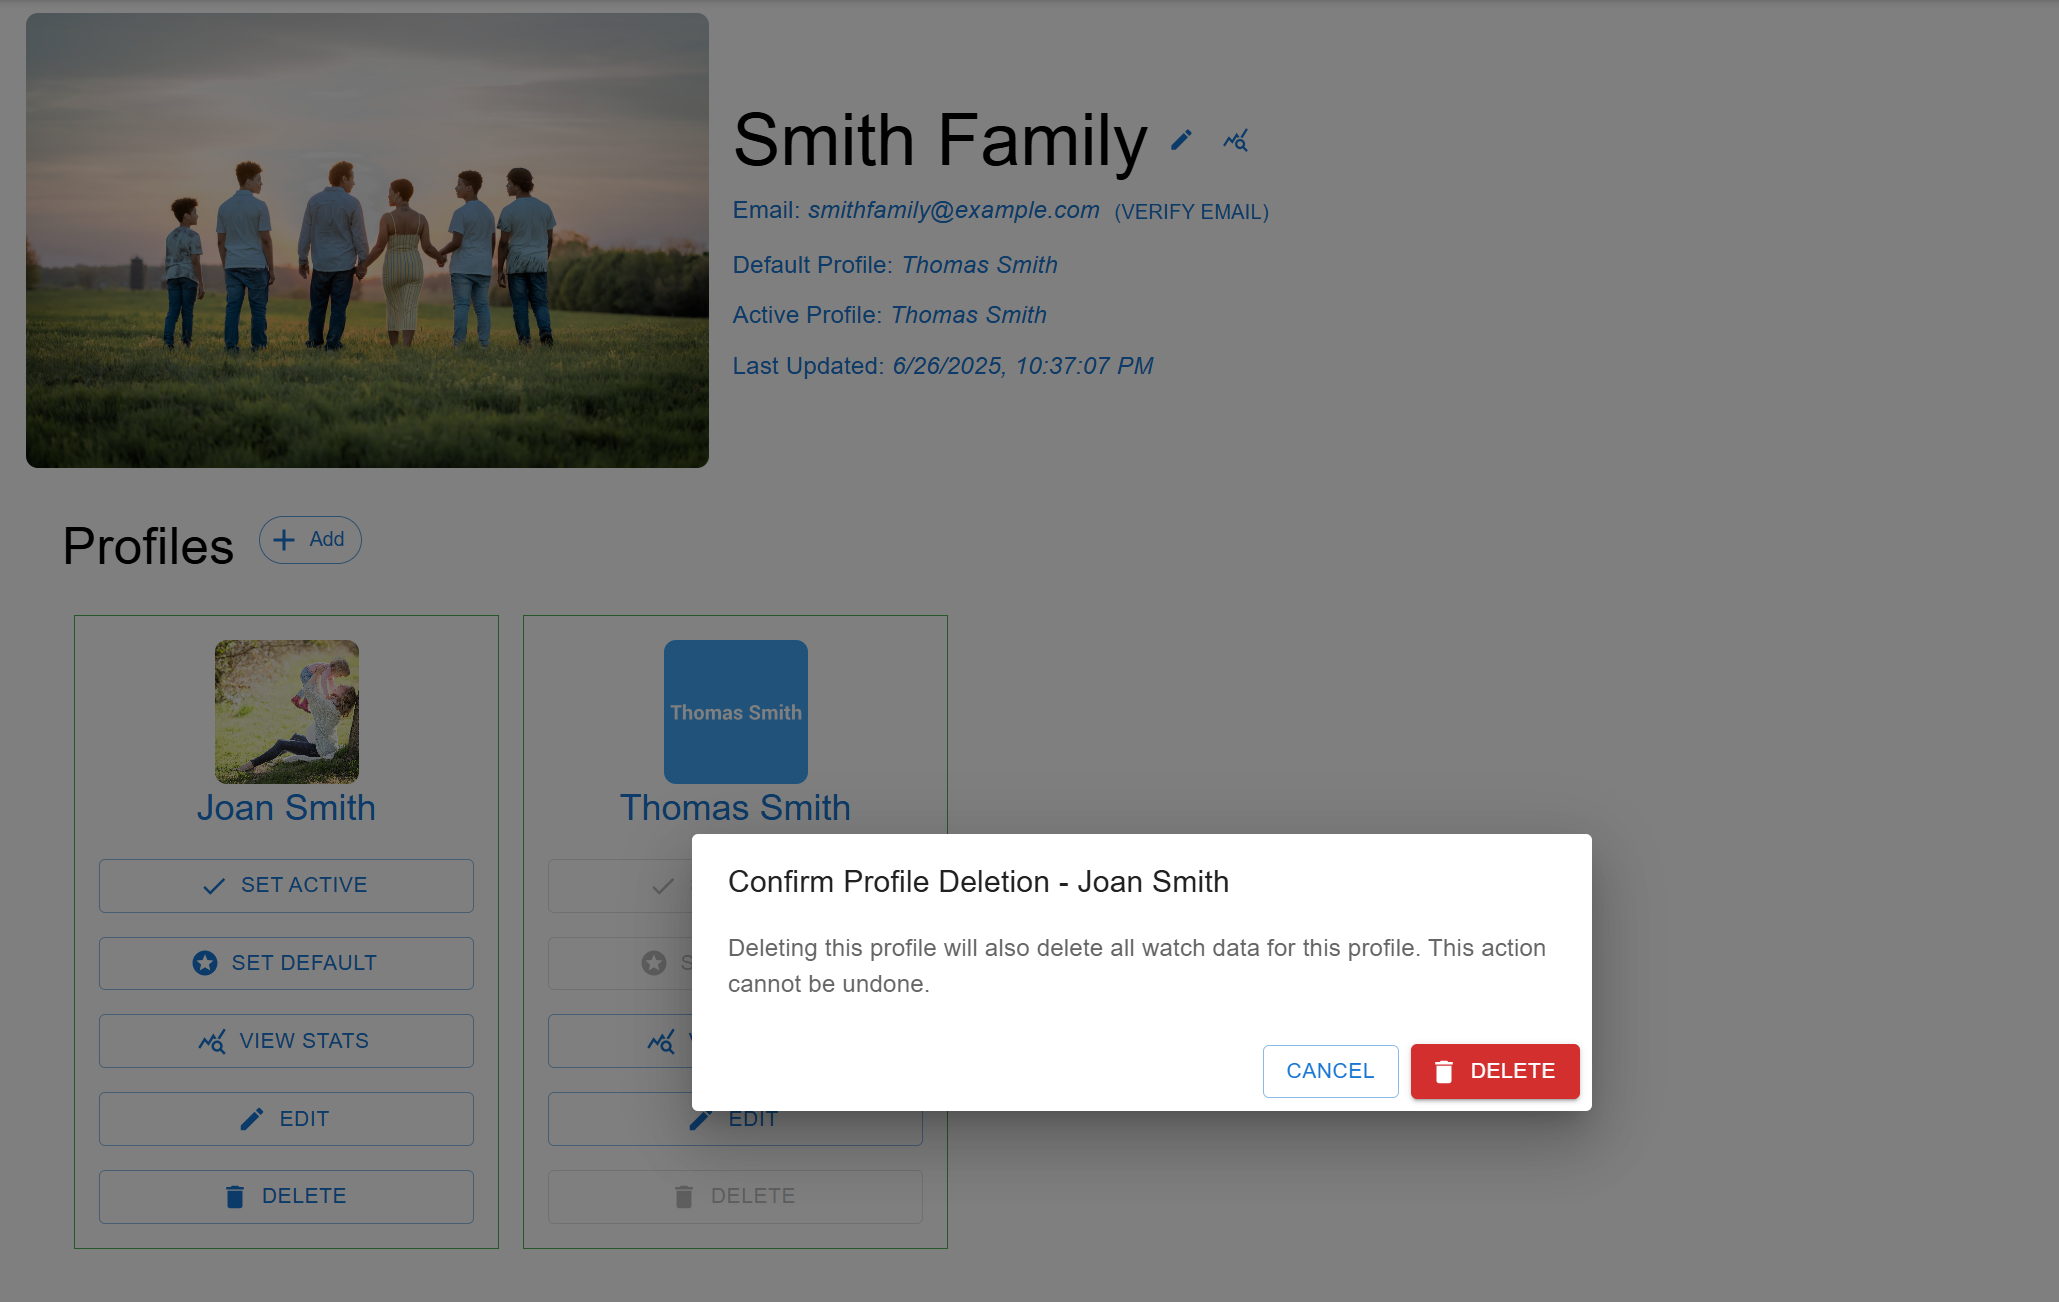 Smith Family
Email: smithfamily@example.com (VERIFY EMAIL)
Default Profile: Thomas Smith
Active Profile: Thomas Smith
Last Updated: 6/26/2025, 10:37:07 PM
Profiles
Add
Joan Smith
SET ACTIVE
SET DEFAULT
VIEW STATS
EDIT
DELETE
Thomas Smith
Thomas Smith
EDIT
DELETE
Confirm Profile Deletion - Joan Smith
Deleting this profile will also delete all watch data for this profile. This action
cannot be undone.
CANCEL
DELETE